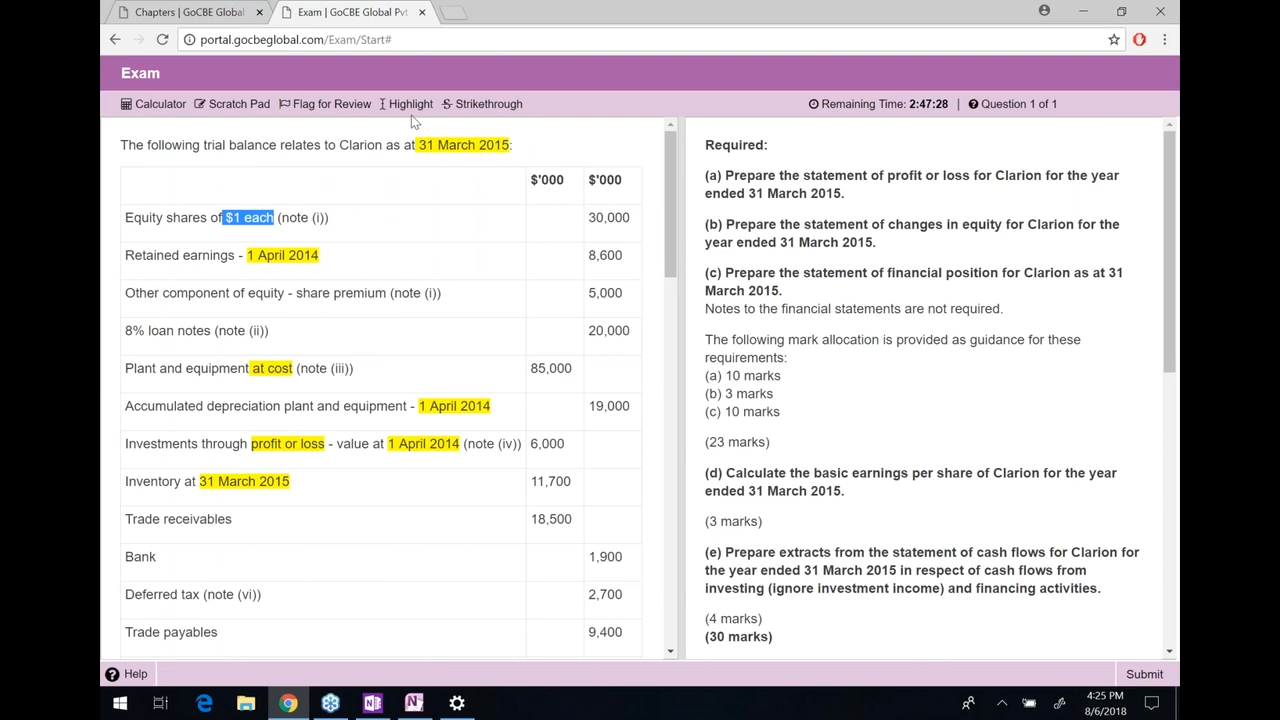 Chapters | GoCBE Global
Exam | GoCBE Global Pvt
portal.gocbeglobal.com/Exam/Start#
Exam
Calculator Scratch Pad Flag for Review Highlight Strikethrough Remaining Time: 2:47:28 | Question 1 of 1
The following trial balance relates to Clarion as at 31 March 2015:
$'000 $'000
Equity shares of $1 each (note (i)) 30,000
Retained earnings - 1 April 2014 8,600
Other component of equity - share premium (note (i)) 5,000
8% loan notes (note (ii)) 20,000
Plant and equipment at cost (note (iii)) 85,000
Accumulated depreciation plant and equipment - 1 April 2014 19,000
Investments through profit or loss - value at 1 April 2014 (note (iv)) 6,000
Inventory at 31 March 2015 11,700
Trade receivables 18,500
Bank 1,900
Deferred tax (note (vi)) 2,700
Trade payables 9,400
Required:
(a) Prepare the statement of profit or loss for Clarion for the year
ended 31 March 2015.
(b) Prepare the statement of changes in equity for Clarion for the
year ended 31 March 2015.
(c) Prepare the statement of financial position for Clarion as at 31
March 2015.
Notes to the financial statements are not required.
The following mark allocation is provided as guidance for these
requirements:
(a) 10 marks
(b) 3 marks
(c) 10 marks
(23 marks)
(d) Calculate the basic earnings per share of Clarion for the year
ended 31 March 2015.
(3 marks)
(e) Prepare extracts from the statement of cash flows for Clarion for
the year ended 31 March 2015 in respect of cash flows from
investing (ignore investment income) and financing activities.
(4 marks)
(30 marks)
Help
Submit
4:25 PM
8/6/2018